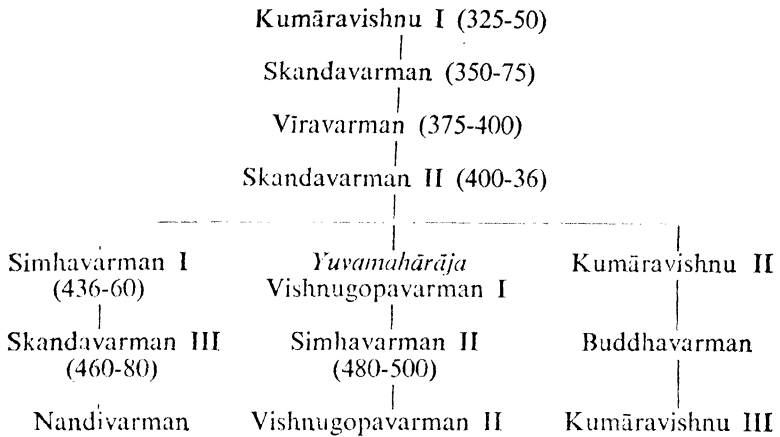 Kumāravishnu I (325-50)
Skandavarman (350-75)
Vīravarman (375-400)
Skandavarman II (400-36)
Simhavarman I Yuvamahārāja Kumāravishnu II
(436-60) Vishnugopavarman I
Skandavarman III Simhavarman II Buddhavarman
(460-80) (480-500)
Nandivarman Vishnugopavarman II Kumāravishnu III